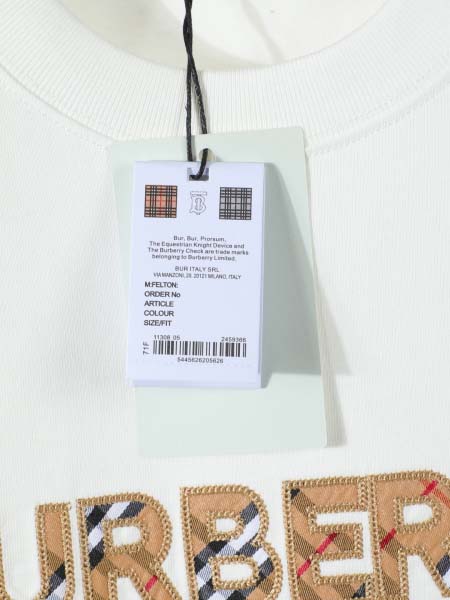 Bur, Bur, Prorsum,
The Equestrian Knight Device and
The Burberry Check are trade marks
belonging to Burberry Limited.
BUR ITALY SRL
VIA MANZONI, 20. 20121 MILANO, ITALY
M:FELTON:
ORDER No
ARTICLE
COLOUR
SIZE/FIT
71F
11308 05 2459366
5445626205626
URBER